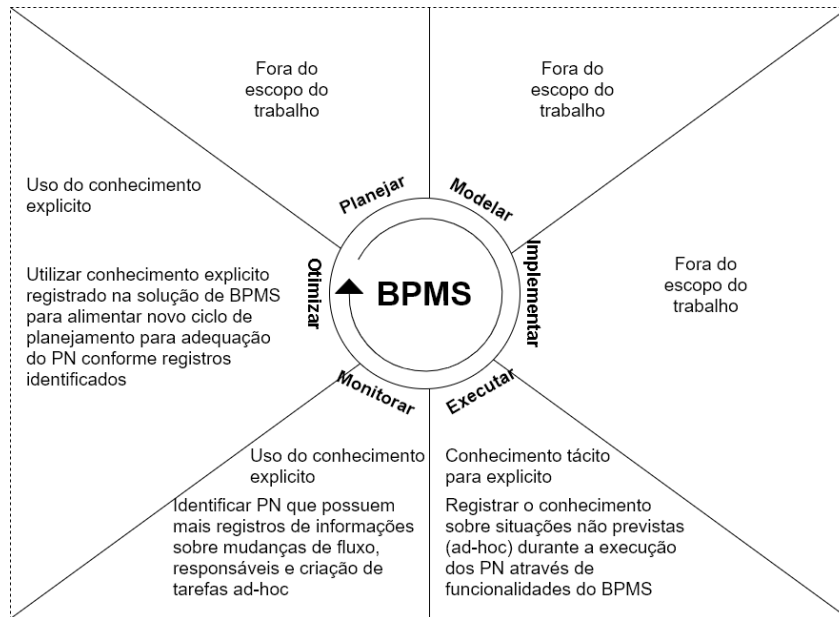 Fora do
escopo do
trabalho
Fora do
escopo do
trabalho
Uso do conhecimento
explicito
Planejar
Modelar
Utilizar conhecimento explicito
registrado na solução de BPMS
para alimentar novo ciclo de
planejamento para adequação
do PN conforme registros
identificados
Otimizar
BPMS
Implementar
Fora do
escopo do
trabalho
Monitorar
Executar
Uso do conhecimento
explicito
Identificar PN que possuem
mais registros de informações
sobre mudanças de fluxo,
responsáveis e criação de
tarefas ad-hoc
Conhecimento tácito
para explicito
Registrar o conhecimento
sobre situações não previstas
(ad-hoc) durante a execução
dos PN através de
funcionalidades do BPMS